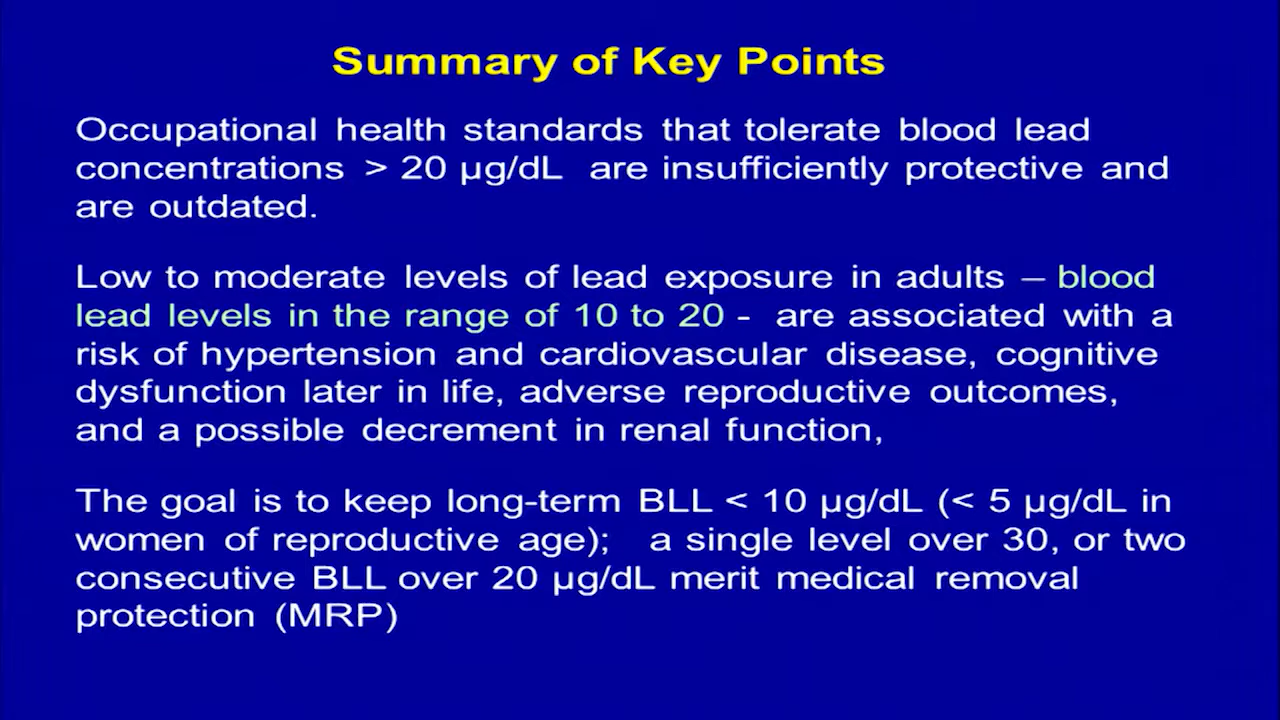 Summary of Key Points
Occupational health standards that tolerate blood lead
concentrations > 20 µg/dL are insufficiently protective and
are outdated.
Low to moderate levels of lead exposure in adults – blood
lead levels in the range of 10 to 20 - are associated with a
risk of hypertension and cardiovascular disease, cognitive
dysfunction later in life, adverse reproductive outcomes,
and a possible decrement in renal function,
The goal is to keep long-term BLL < 10 µg/dL (< 5 µg/dL in
women of reproductive age); a single level over 30, or two
consecutive BLL over 20 µg/dL merit medical removal
protection (MRP)